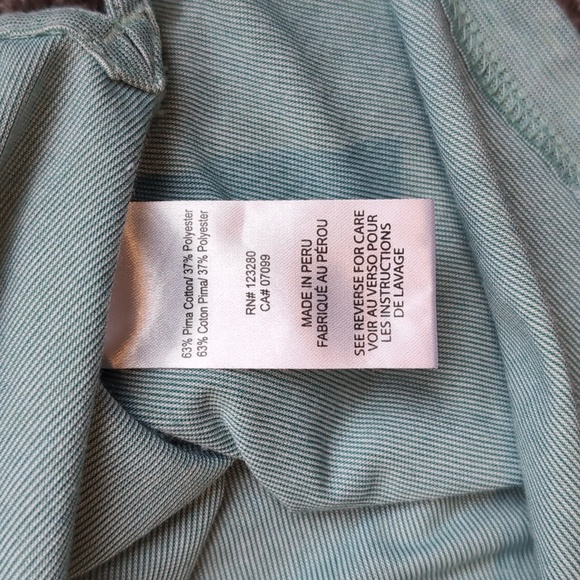 63% Pima Cotton/ 37% Polyester
63% Coton Pima/ 37% Polyester
RN# 123280
CA# 07099
MADE IN PERU
FABRIQUÉ AU PÉROU
SEE REVERSE FOR CARE
VOIR AU VERSO POUR
LES INSTRUCTIONS
DE LAVAGE